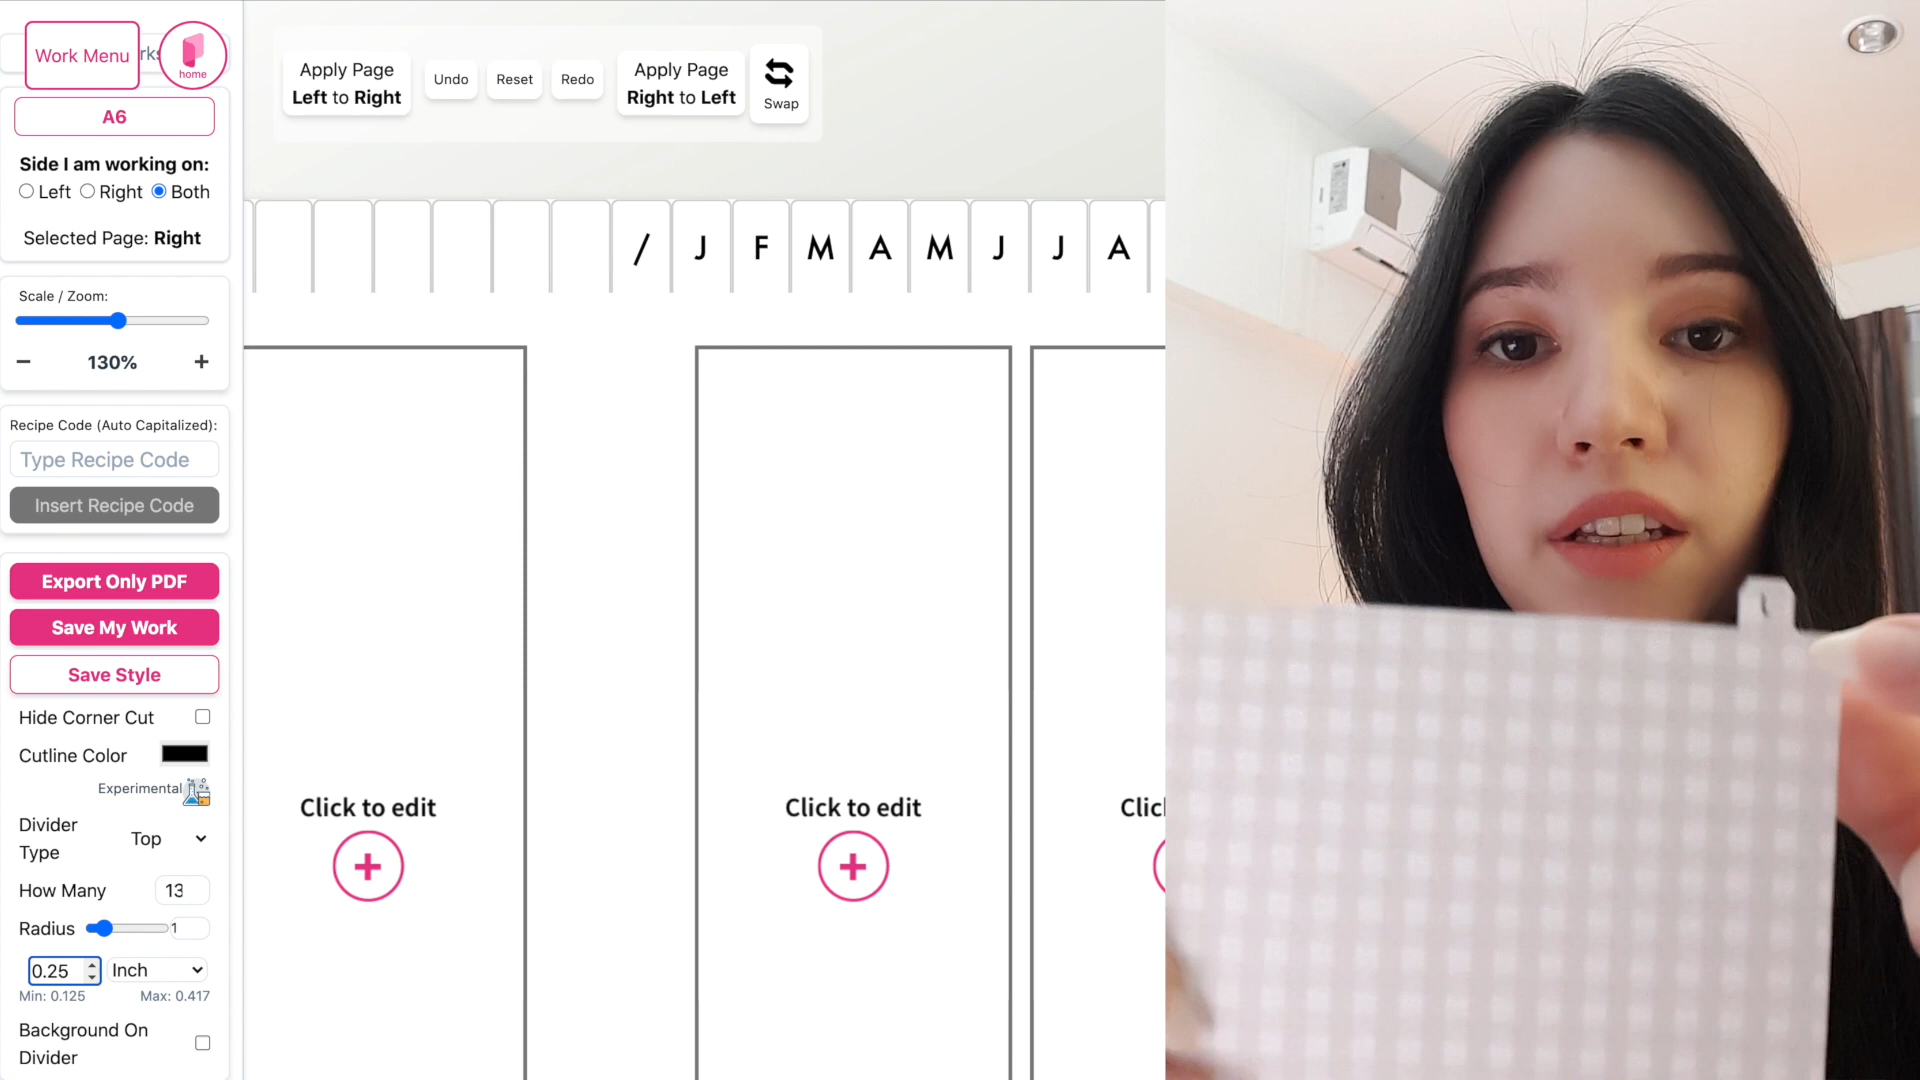 Work Menu
rks
home
A6
Side I am working on:
Left Right Both
Selected Page: Right
Scale / Zoom:
− 130% +
Recipe Code (Auto Capitalized):
Type Recipe Code
Insert Recipe Code
Export Only PDF
Save My Work
Save Style
Hide Corner Cut
Cutline Color
Experimental
Divider
Type
Top
How Many 13
Radius 1
0.25 Inch
Min: 0.125 Max: 0.417
Background On
Divider
Apply Page
Left to Right
Undo
Reset
Redo
Apply Page
Right to Left
Swap
/ J F M A M J J A
Click to edit
Click to edit
Clic